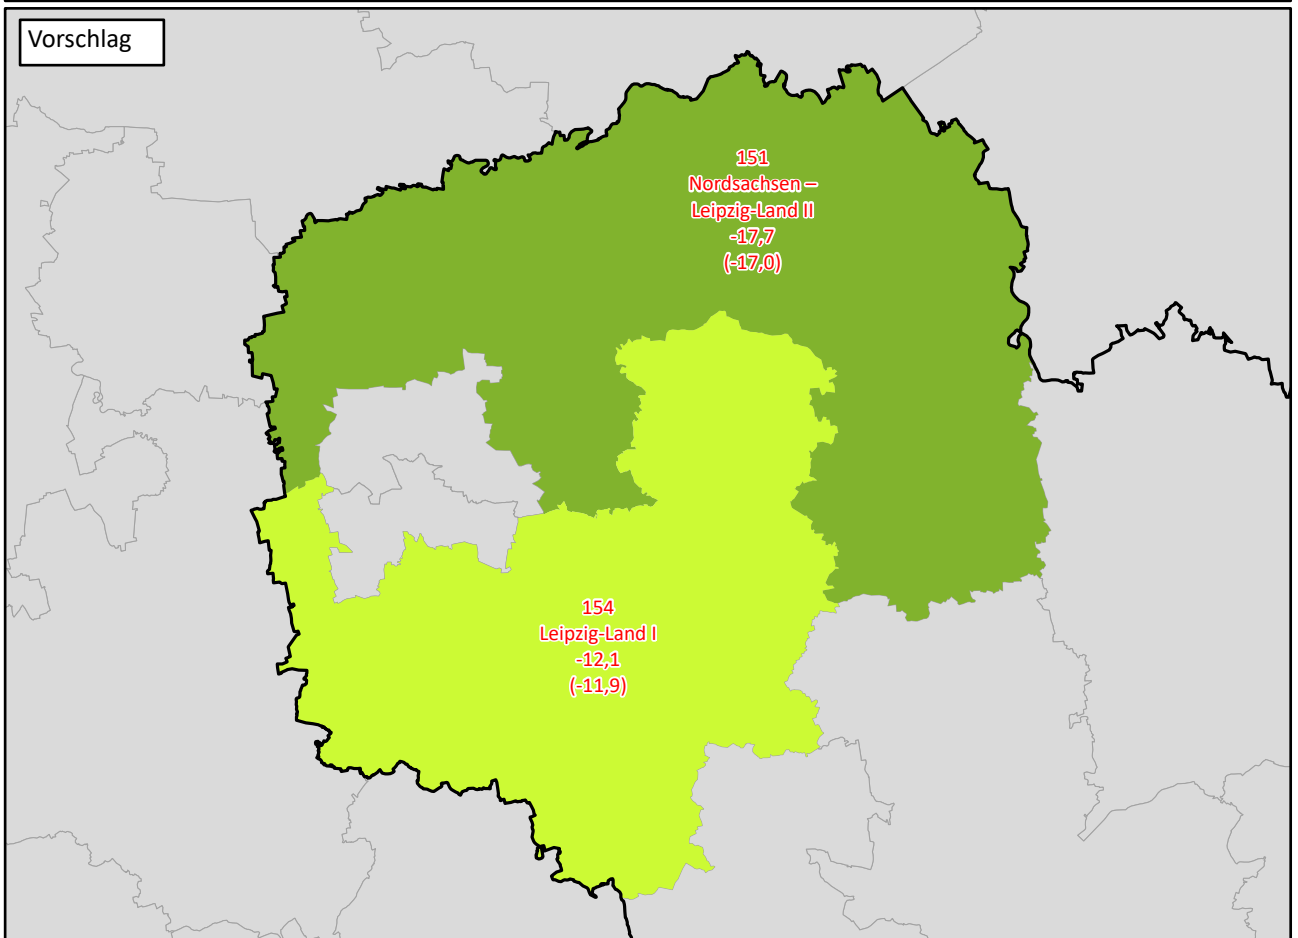 Vorschlag
151
Nordsachsen –
Leipzig-Land II
-17,7
(-17,0)
154
Leipzig-Land I
-12,1
(-11,9)